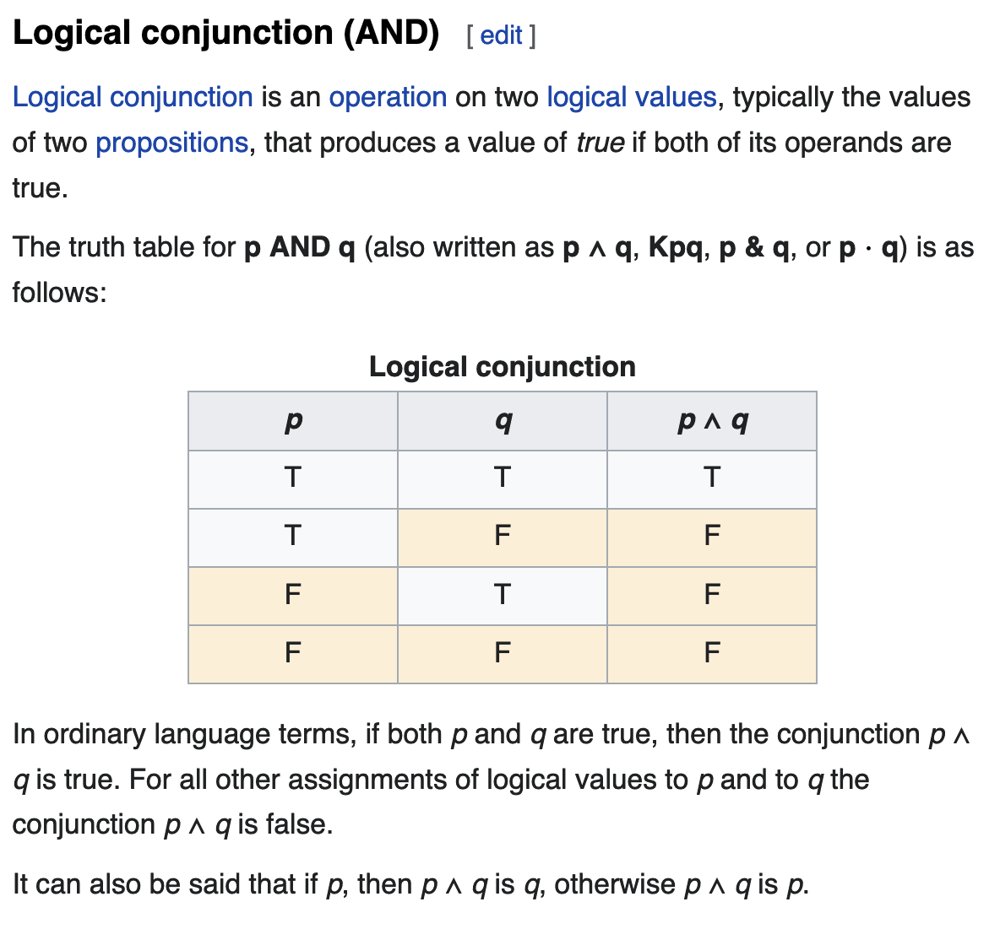 Logical conjunction (AND) [ edit ]
Logical conjunction is an operation on two logical values, typically the values
of two propositions, that produces a value of true if both of its operands are
true.
The truth table for p AND q (also written as p ∧ q, Kpq, p & q, or p · q) is as
follows:
Logical conjunction
p q p ∧ q
T T T
T F F
F T F
F F F
In ordinary language terms, if both p and q are true, then the conjunction p ∧
q is true. For all other assignments of logical values to p and to q the
conjunction p ∧ q is false.
It can also be said that if p, then p ∧ q is q, otherwise p ∧ q is p.